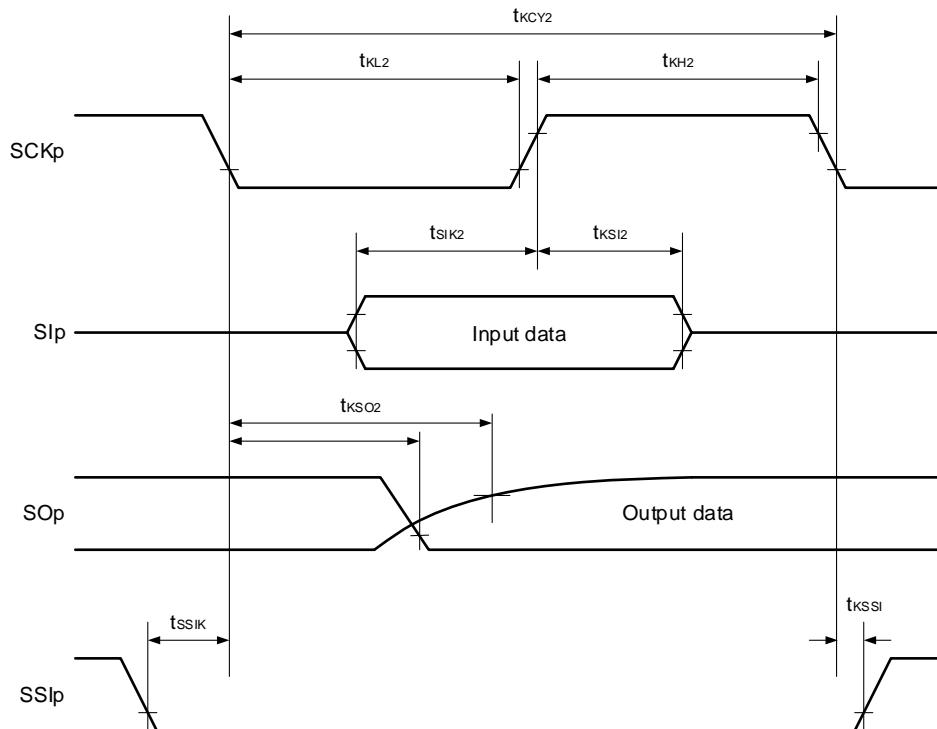 tKCY2
tKL2
tKH2
SCKp
tSIK2
tKSI2
SIp
Input data
tKSO2
SOp
Output data
tSSIK
tKSSI
SSIp